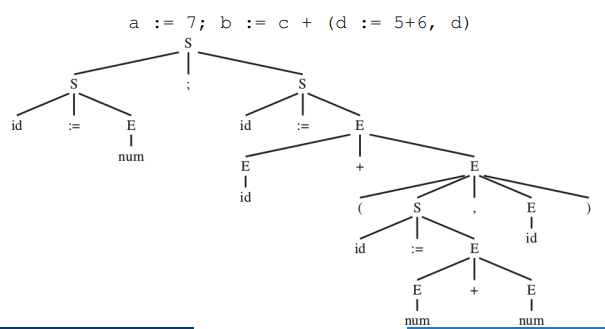 a := 7; b := c + (d := 5+6, d)
S
S ; S
id := E id := E
num
E + E
id
( S , E )
id
id := E
E + E
num num